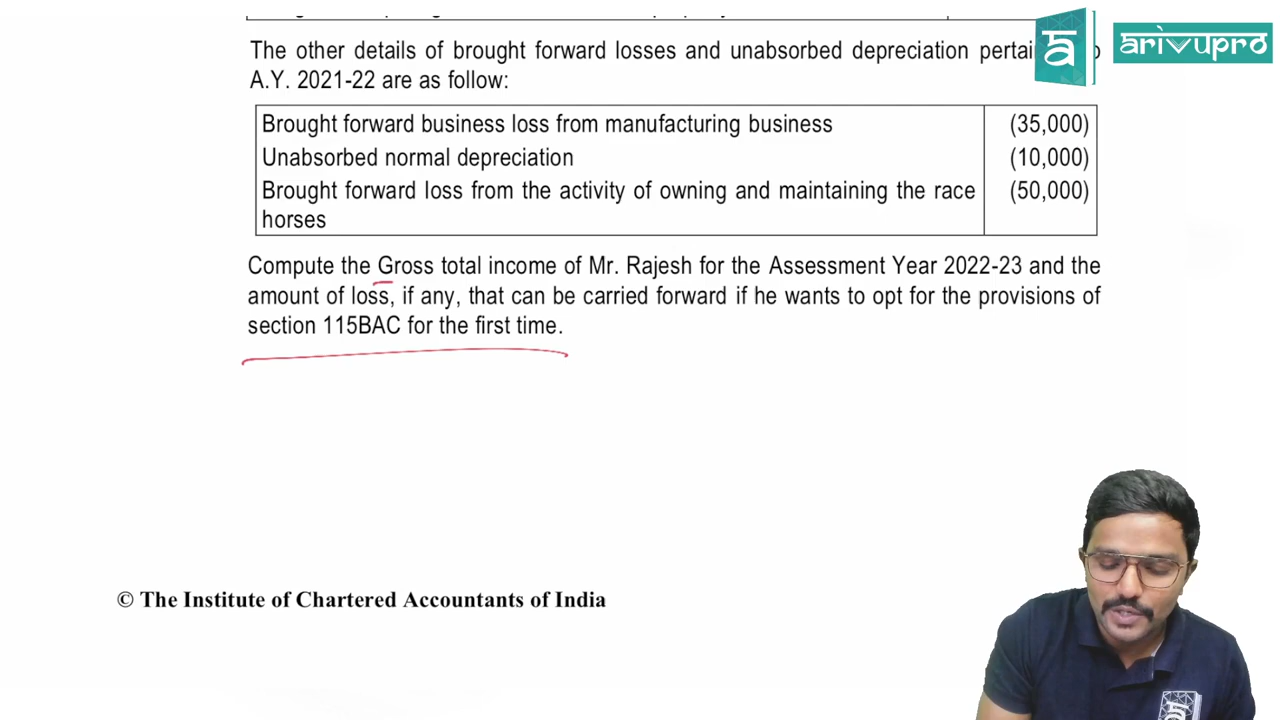 The other details of brought forward losses and unabsorbed depreciation
A.Y. 2021-22 are as follow:
Brought forward business loss from manufacturing business (35,000)
Unabsorbed normal depreciation (10,000)
Brought forward loss from the activity of owning and maintaining the race (50,000)
horses
Compute the Gross total income of Mr. Rajesh for the Assessment Year 2022-23 and the
amount of loss, if any, that can be carried forward if he wants to opt for the provisions of
section 115BAC for the first time.
© The Institute of Chartered Accountants of India
arivupro